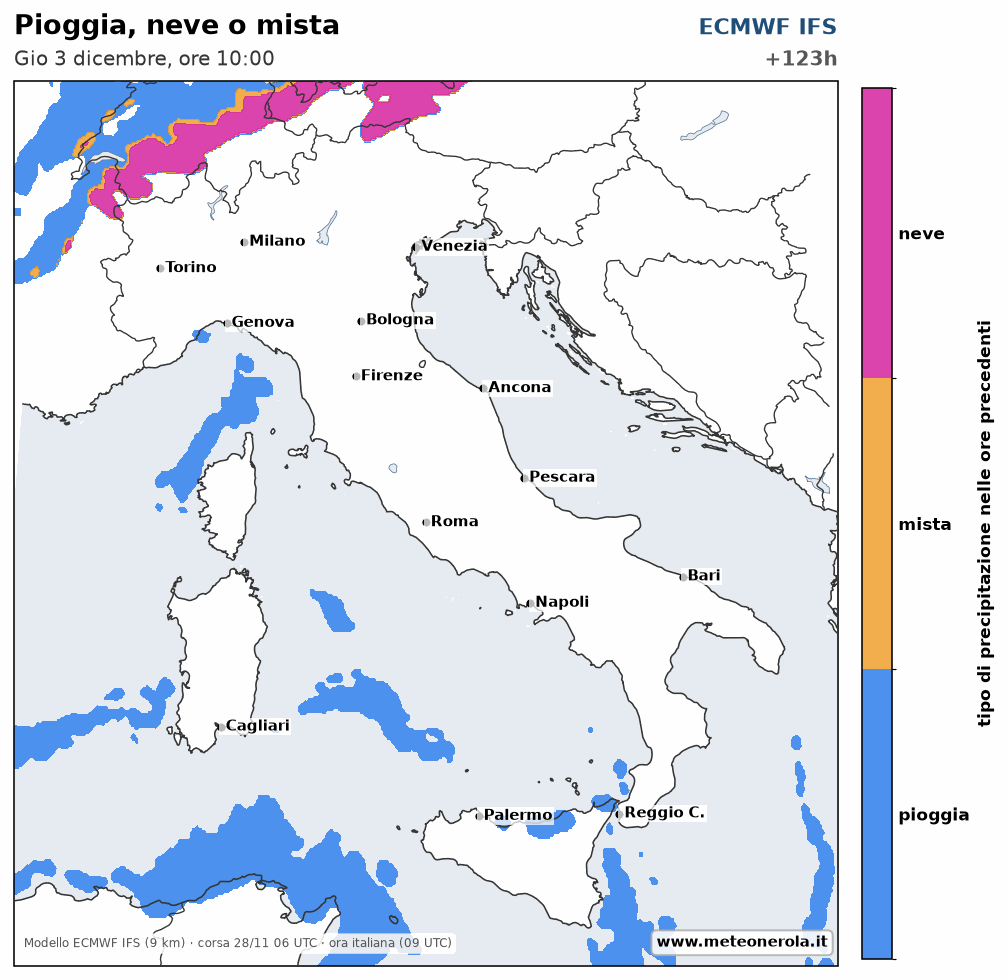 Pioggia, neve o mista
ECMWF IFS
Gio 3 dicembre, ore 10:00
+123h
neve
mista
pioggia
tipo di precipitazione nelle ore precedenti
Milano
Venezia
Torino
Genova
Bologna
Firenze
Ancona
Pescara
Roma
Bari
Napoli
Cagliari
Palermo
Reggio C.
Modello ECMWF IFS (9 km) · corsa 28/11 06 UTC · ora italiana (09 UTC)
www.meteonerola.it